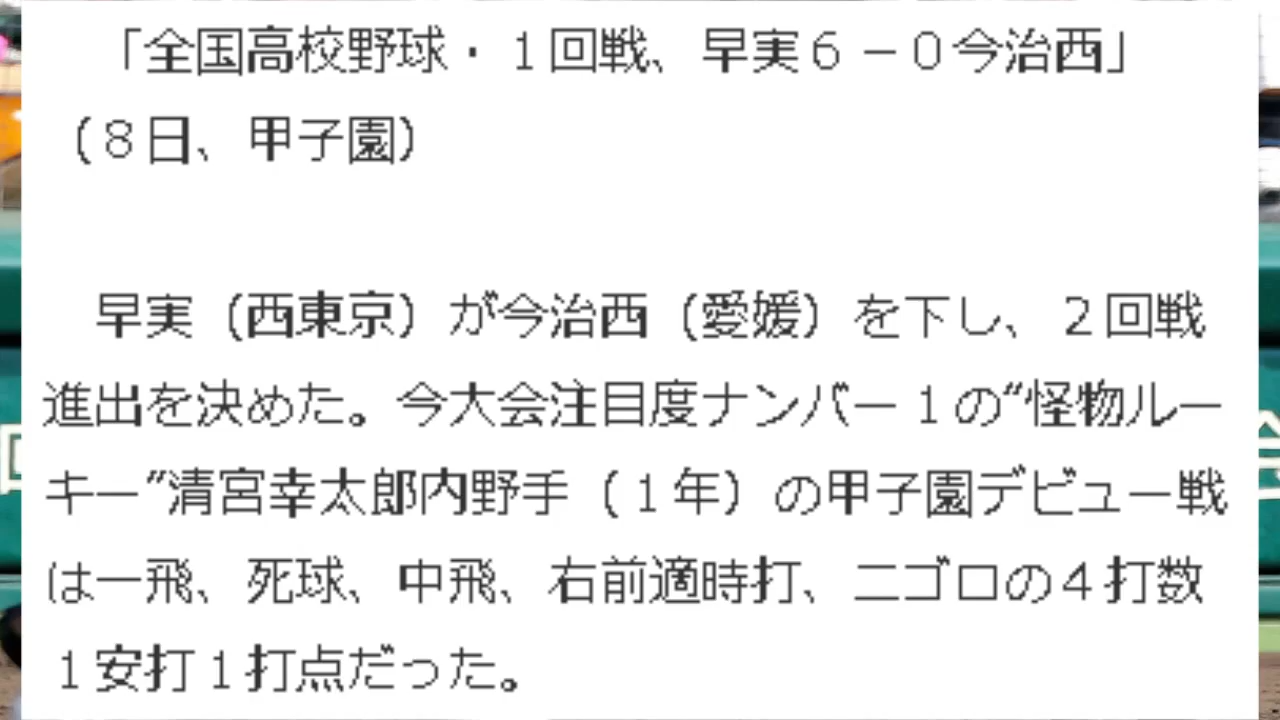 「全国高校野球・１回戦、早実６－０今治西」
（８日、甲子園）
早実（西東京）が今治西（愛媛）を下し、２回戦
進出を決めた。今大会注目度ナンバー１の“怪物ルー
キー”清宮幸太郎内野手（１年）の甲子園デビュー戦
は一飛、死球、中飛、右前適時打、二ゴロの４打数
１安打１打点だった。